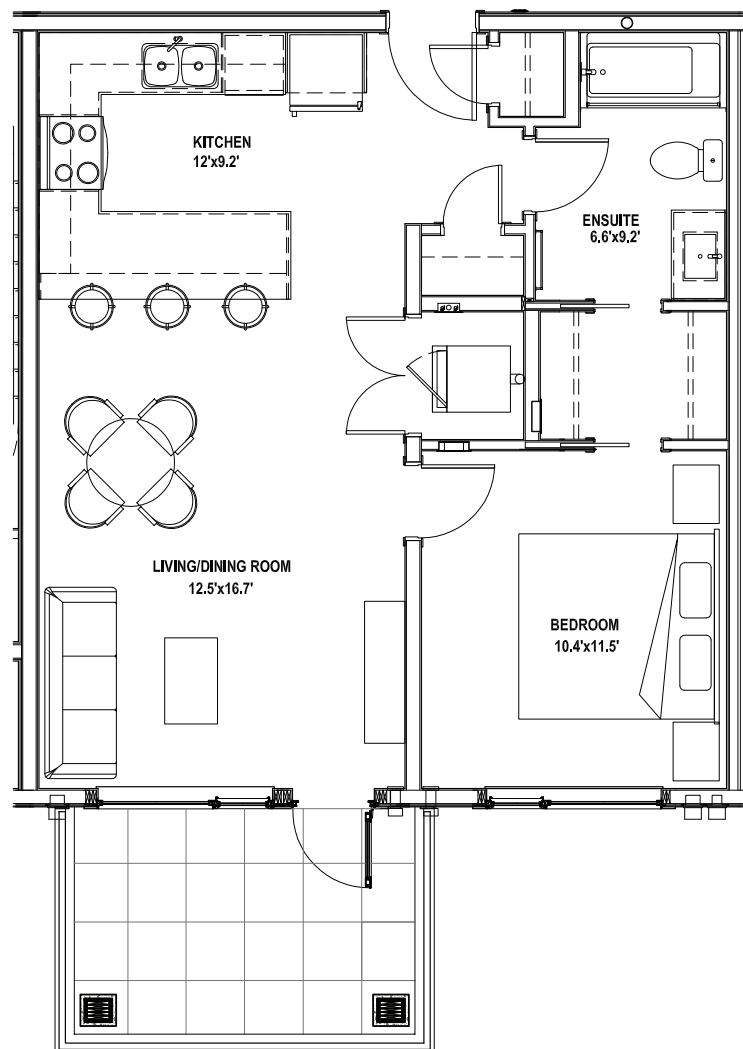 KITCHEN
12'x9.2'
ENSUITE
6.6'x9.2'
LIVING/DINING ROOM
12.5'x16.7'
BEDROOM
10.4'x11.5'